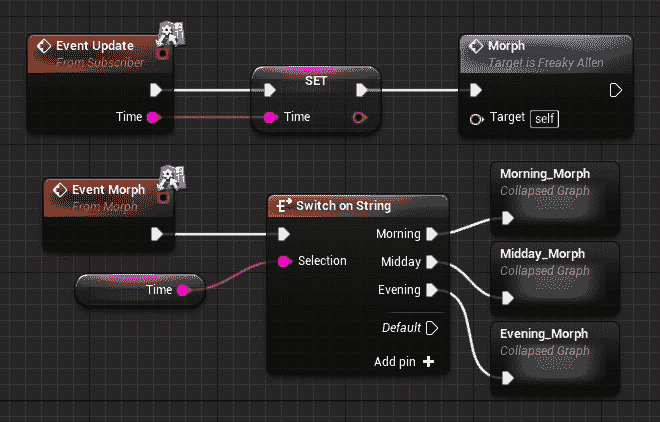 Event Update
From Subscriber
Time
SET
Time
Morph
Target is Freaky Allen
Target self
Event Morph
From Morph
Time
Switch on String
Selection
Morning
Midday
Evening
Default
Add pin
Morning_Morph
Collapsed Graph
Midday_Morph
Collapsed Graph
Evening_Morph
Collapsed Graph